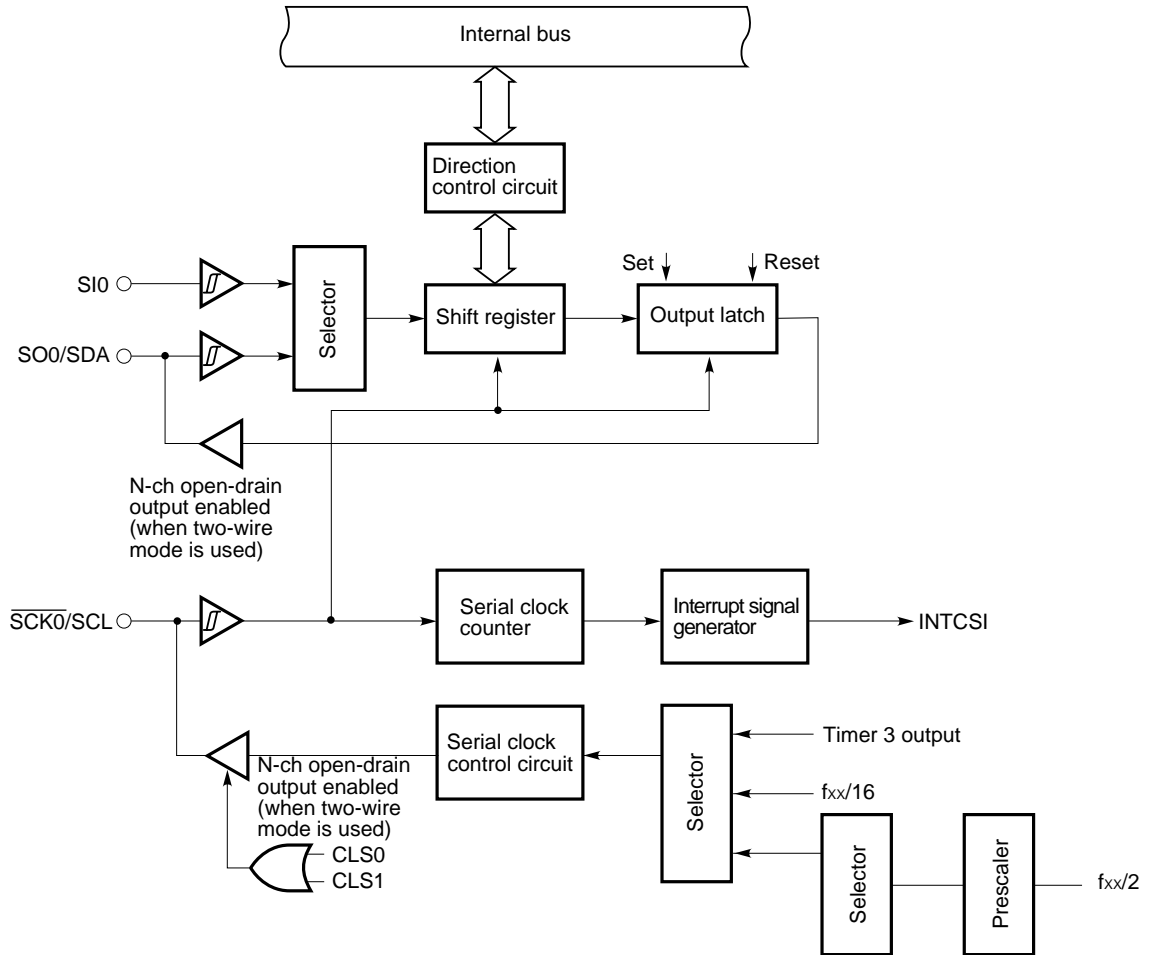 Internal bus
Direction
control circuit
Set
Reset
SI0
Selector
Shift register
Output latch
SO0/SDA
N-ch open-drain
output enabled
(when two-wire
mode is used)
SCK0/SCL
Serial clock
counter
Interrupt signal
generator
INTCSI
Serial clock
control circuit
Selector
Timer 3 output
fxx/16
N-ch open-drain
output enabled
(when two-wire
mode is used)
CLS0
CLS1
Selector
Prescaler
fxx/2